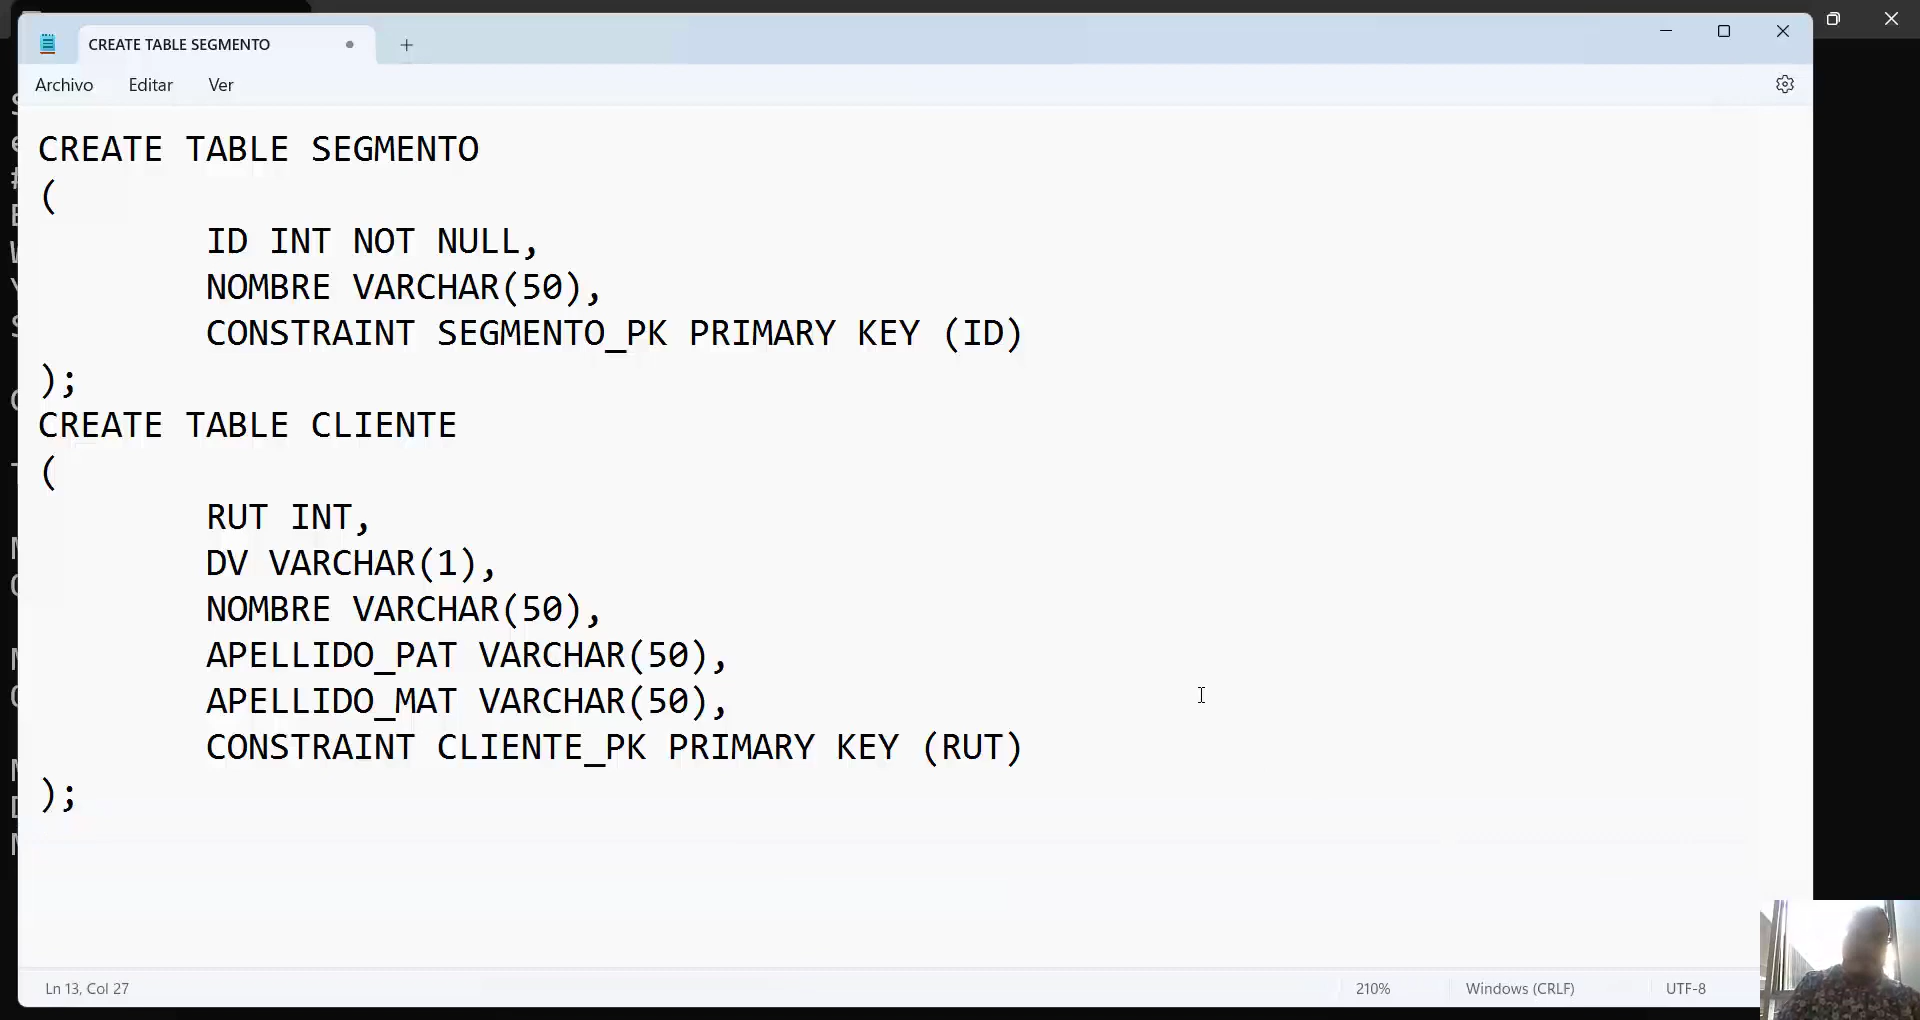 CREATE TABLE SEGMENTO
Archivo Editar Ver
CREATE TABLE SEGMENTO
(
ID INT NOT NULL,
NOMBRE VARCHAR(50),
CONSTRAINT SEGMENTO_PK PRIMARY KEY (ID)
);
CREATE TABLE CLIENTE
(
RUT INT,
DV VARCHAR(1),
NOMBRE VARCHAR(50),
APELLIDO_PAT VARCHAR(50),
APELLIDO_MAT VARCHAR(50),
CONSTRAINT CLIENTE_PK PRIMARY KEY (RUT)
);
Ln 13, Col 27 210% Windows (CRLF) UTF-8